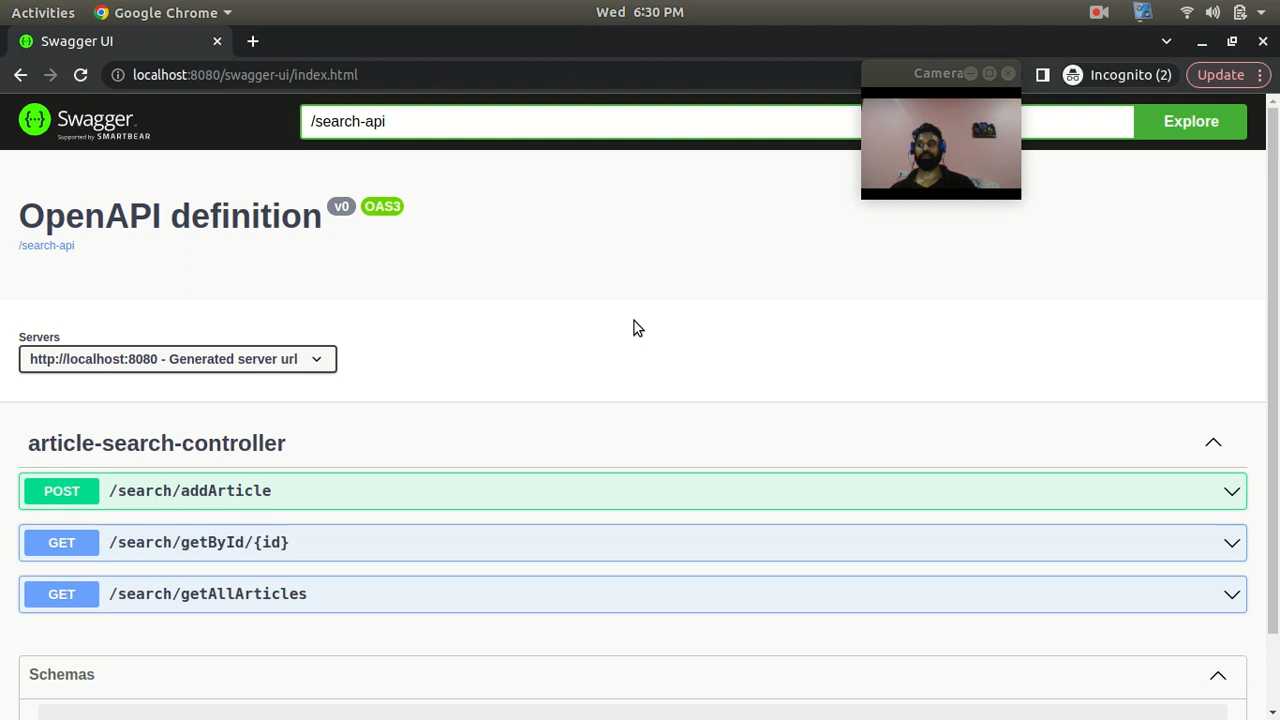 Activities Google Chrome Wed 6:30 PM
Swagger UI
localhost:8080/swagger-ui/index.html Incognito (2) Update
Camera
Swagger.
Supported by SMARTBEAR
/search-api Explore
OpenAPI definition v0 OAS3
/search-api
Servers
http://localhost:8080 - Generated server url
article-search-controller
POST /search/addArticle
GET /search/getById/{id}
GET /search/getAllArticles
Schemas